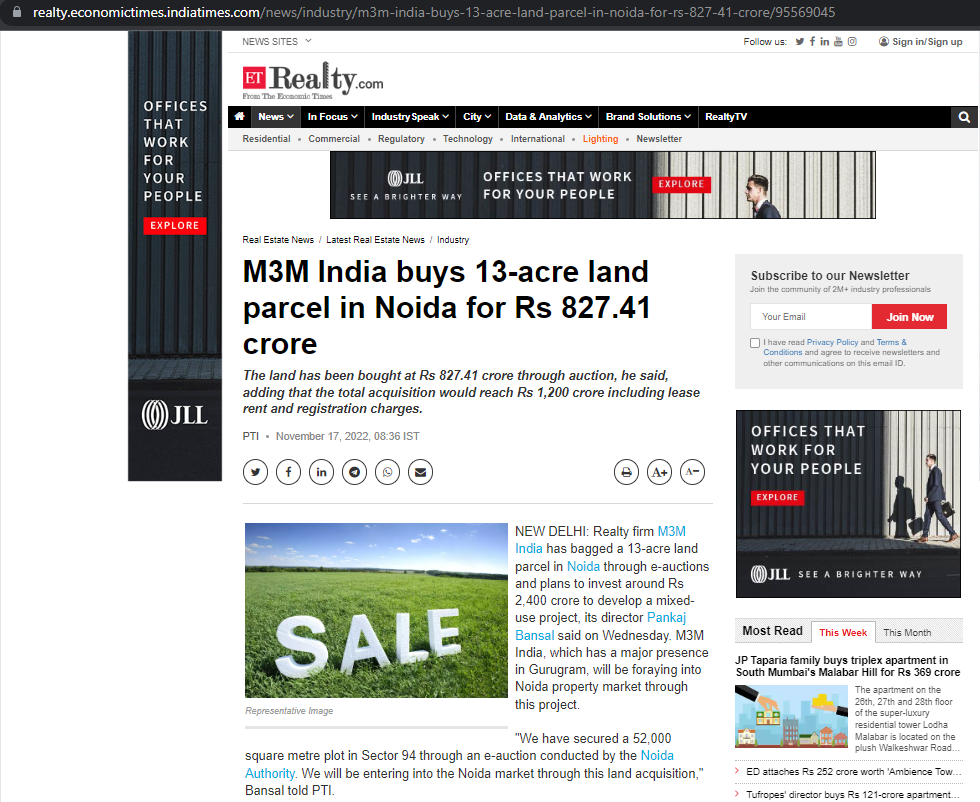 realty.economictimes.indiatimes.com/news/industry/m3m-india-buys-13-acre-land-parcel-in-noida-for-rs-827-41-crore/95569045
NEWS SITES
Follow us:
Sign in/Sign up
ET Realty.com
From The Economic Times
News
In Focus
Industry Speak
City
Data & Analytics
Brand Solutions
RealtyTV
Residential • Commercial • Regulatory • Technology • International • Lighting • Newsletter
OFFICES
THAT
WORK
FOR
YOUR
PEOPLE
EXPLORE
JLL
JLL
SEE A BRIGHTER WAY
OFFICES THAT WORK
FOR YOUR PEOPLE
EXPLORE
Real Estate News / Latest Real Estate News / Industry
M3M India buys 13-acre land
parcel in Noida for Rs 827.41
crore
The land has been bought at Rs 827.41 crore through auction, he said,
adding that the total acquisition would reach Rs 1,200 crore including lease
rent and registration charges.
PTI • November 17, 2022, 08:36 IST
A+
A-
SALE
Representative Image
NEW DELHI: Realty firm M3M
India has bagged a 13-acre land
parcel in Noida through e-auctions
and plans to invest around Rs
2,400 crore to develop a mixed-
use project, its director Pankaj
Bansal said on Wednesday. M3M
India, which has a major presence
in Gurugram, will be foraying into
Noida property market through
this project.
"We have secured a 52,000
square metre plot in Sector 94 through an e-auction conducted by the Noida
Authority. We will be entering into the Noida market through this land acquisition,"
Bansal told PTI.
Subscribe to our Newsletter
Join the community of 2M+ industry professionals
Your Email
Join Now
I have read Privacy Policy and Terms &
Conditions and agree to receive newsletters and
other communications on this email ID.
OFFICES THAT
WORK FOR
YOUR PEOPLE
EXPLORE
JLL SEE A BRIGHTER WAY
Most Read
This Week
This Month
JP Taparia family buys triplex apartment in
South Mumbai's Malabar Hill for Rs 369 crore
The apartment on the
26th, 27th and 28th floor
of the super-luxury
residential tower Lodha
Malabar is located on the
plush Walkeshwar Road...
ED attaches Rs 252 crore worth 'Ambience Tow...
Tufropes' director buys Rs 121-crore apartment...